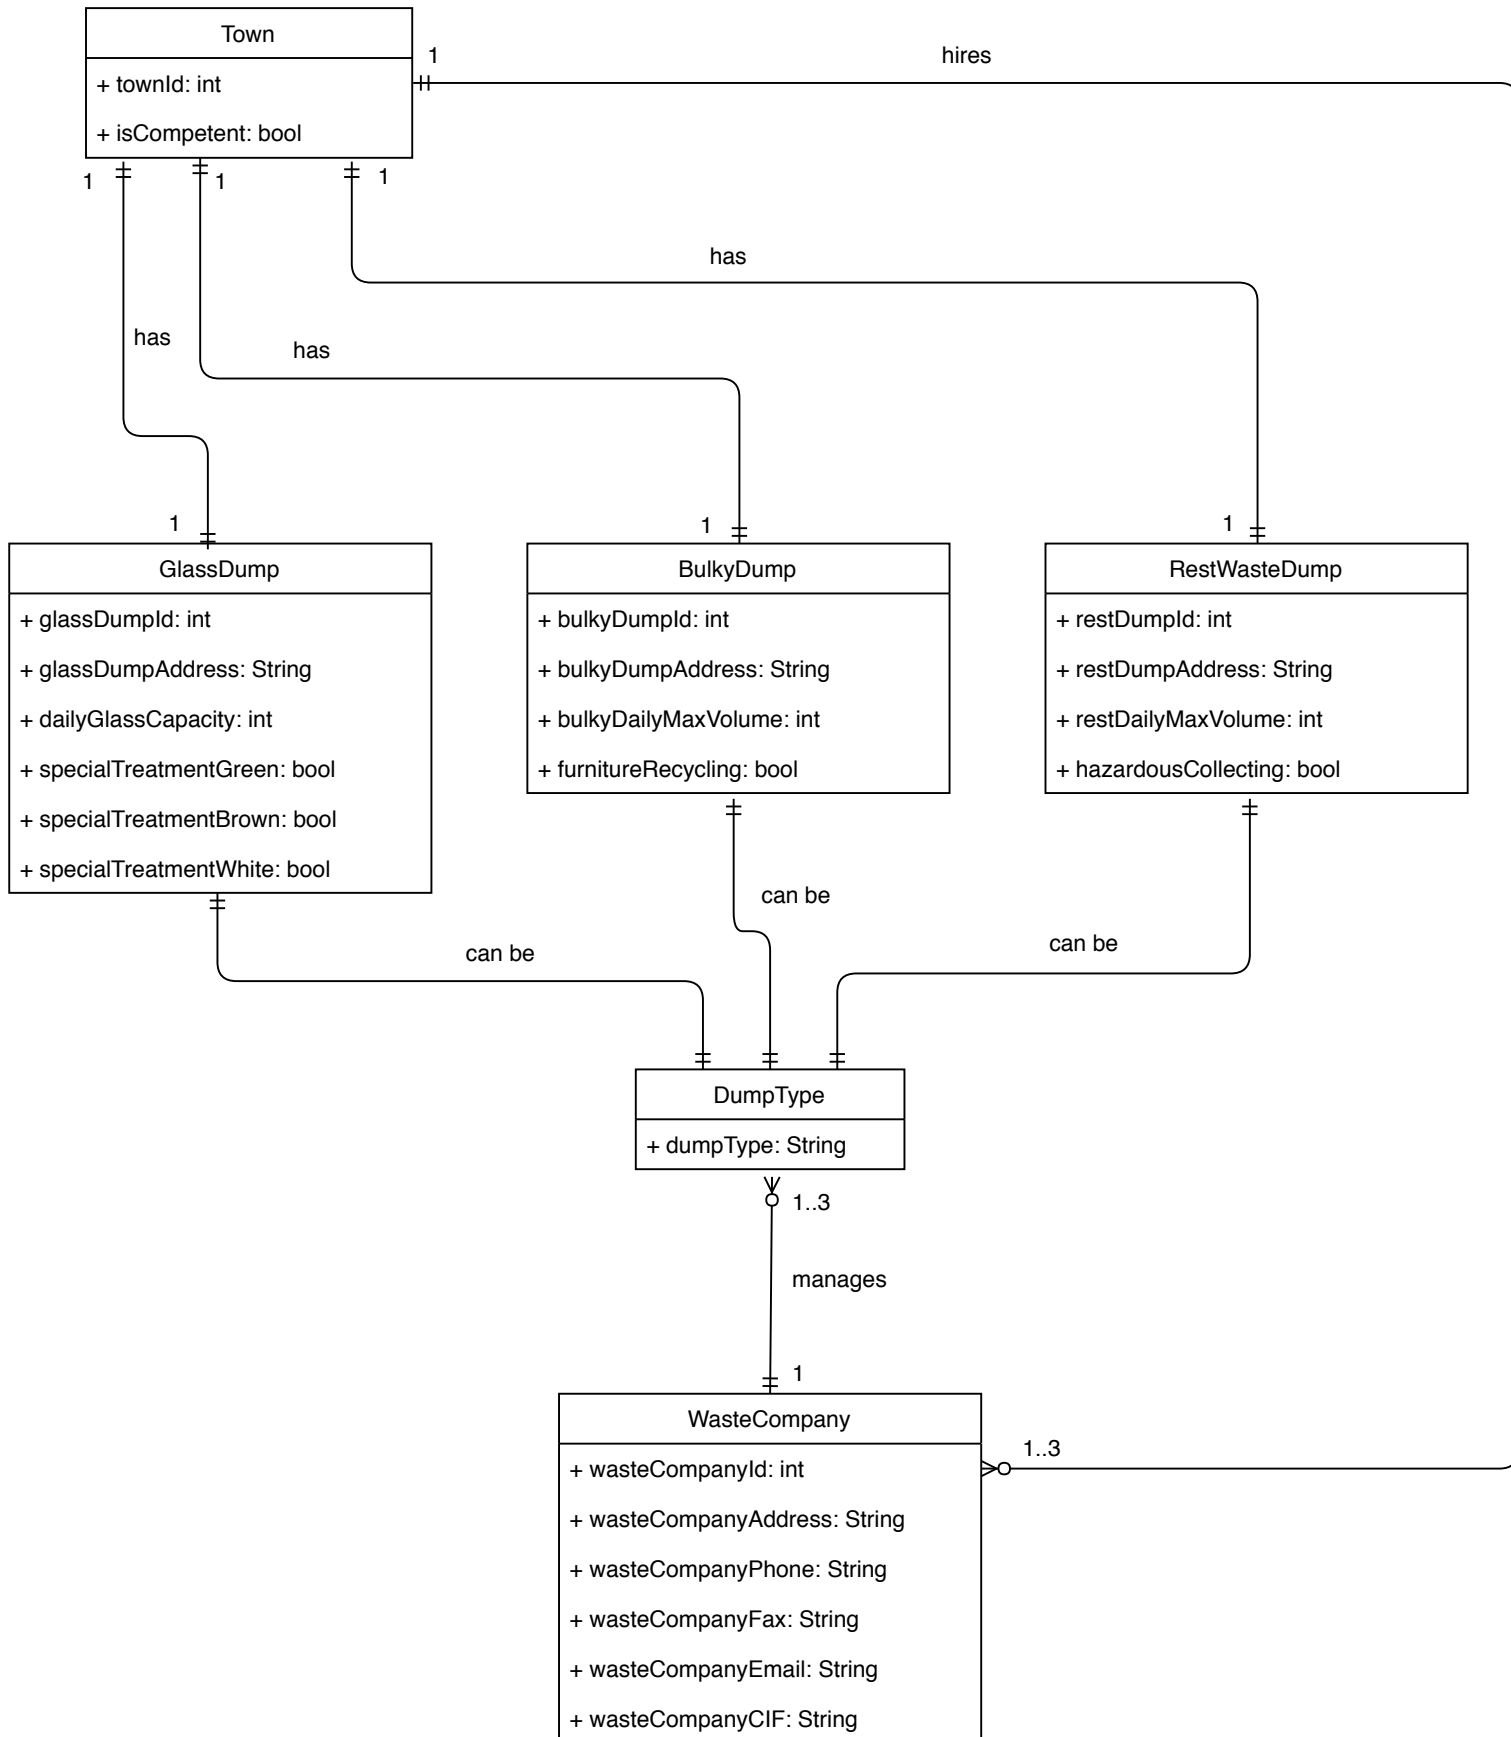 Town
+ townId: int
+ isCompetent: bool
1
hires
1
1
1
has
has
has
1
1
1
GlassDump
+ glassDumpId: int
+ glassDumpAddress: String
+ dailyGlassCapacity: int
+ specialTreatmentGreen: bool
+ specialTreatmentBrown: bool
+ specialTreatmentWhite: bool
BulkyDump
+ bulkyDumpId: int
+ bulkyDumpAddress: String
+ bulkyDailyMaxVolume: int
+ furnitureRecycling: bool
RestWasteDump
+ restDumpId: int
+ restDumpAddress: String
+ restDailyMaxVolume: int
+ hazardousCollecting: bool
can be
can be
can be
DumpType
+ dumpType: String
1..3
manages
1
WasteCompany
+ wasteCompanyId: int
+ wasteCompanyAddress: String
+ wasteCompanyPhone: String
+ wasteCompanyFax: String
+ wasteCompanyEmail: String
+ wasteCompanyCIF: String
1..3